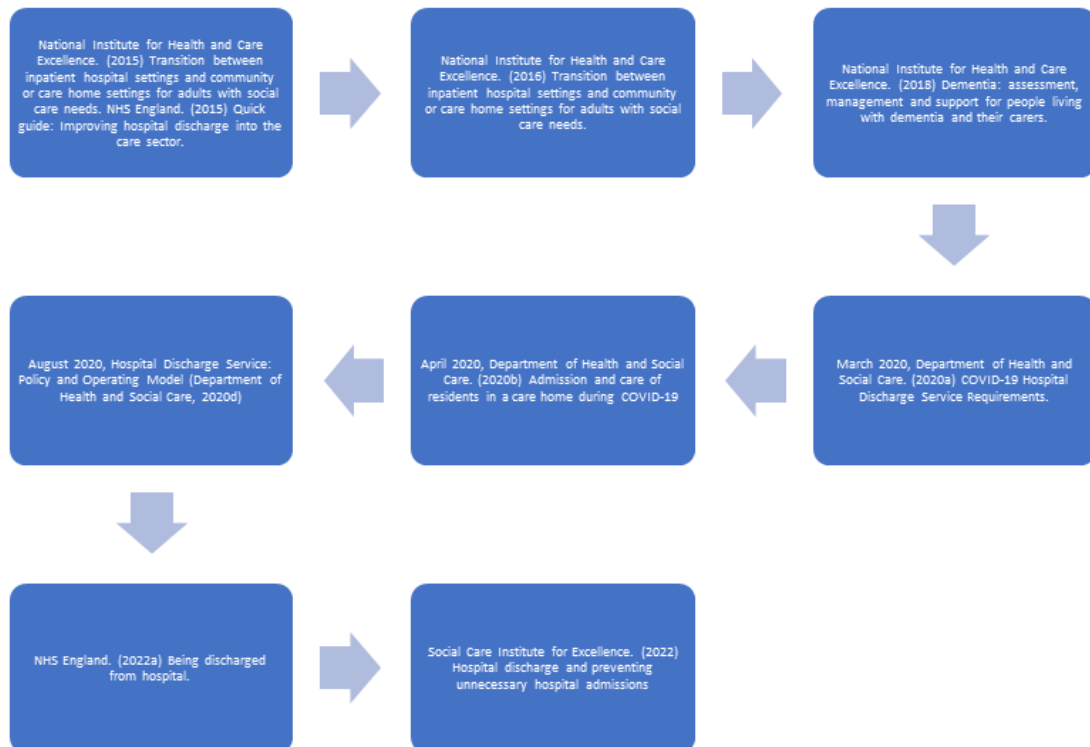 National Institute for Health and Care
Excellence. (2015) Transition between
inpatient hospital settings and community
or care home settings for adults with social
care needs. NHS England. (2015) Quick
guide: Improving hospital discharge into the
care sector.
National Institute for Health and Care
Excellence. (2016) Transition between
inpatient hospital settings and community
or care home settings for adults with social
care needs.
National Institute for Health and Care
Excellence. (2018) Dementia: assessment,
management and support for people living
with dementia and their carers.
March 2020, Department of Health and
Social Care. (2020a) COVID-19 Hospital
Discharge Service Requirements.
April 2020, Department of Health and Social
Care. (2020b) Admission and care of
residents in a care home during COVID-19
August 2020, Hospital Discharge Service:
Policy and Operating Model (Department of
Health and Social Care, 2020d)
NHS England. (2022a) Being discharged
from hospital.
Social Care Institute for Excellence. (2022)
Hospital discharge and preventing
unnecessary hospital admissions